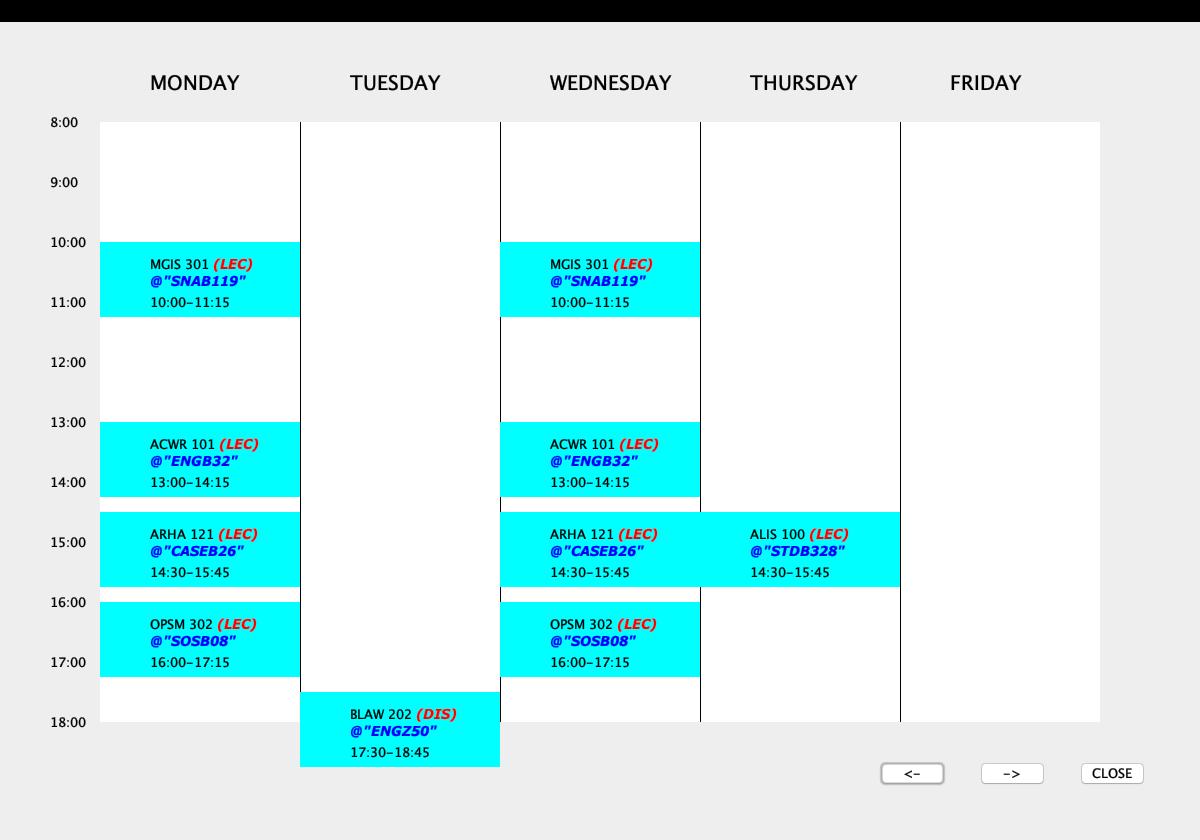 MONDAY TUESDAY WEDNESDAY THURSDAY FRIDAY
8:00
9:00
10:00
MGIS 301 (LEC) MGIS 301 (LEC)
@"SNAB119" @"SNAB119"
11:00 10:00-11:15 10:00-11:15
12:00
13:00
ACWR 101 (LEC) ACWR 101 (LEC)
@"ENGB32" @"ENGB32"
14:00 13:00-14:15 13:00-14:15
ARHA 121 (LEC) ARHA 121 (LEC) ALIS 100 (LEC)
15:00 @"CASEB26" @"CASEB26" @"STDB328"
14:30-15:45 14:30-15:45 14:30-15:45
16:00
OPSM 302 (LEC) OPSM 302 (LEC)
@"SOSB08" @"SOSB08"
17:00 16:00-17:15 16:00-17:15
18:00 BLAW 202 (DIS)
@"ENGZ50"
17:30-18:45
<- -> CLOSE